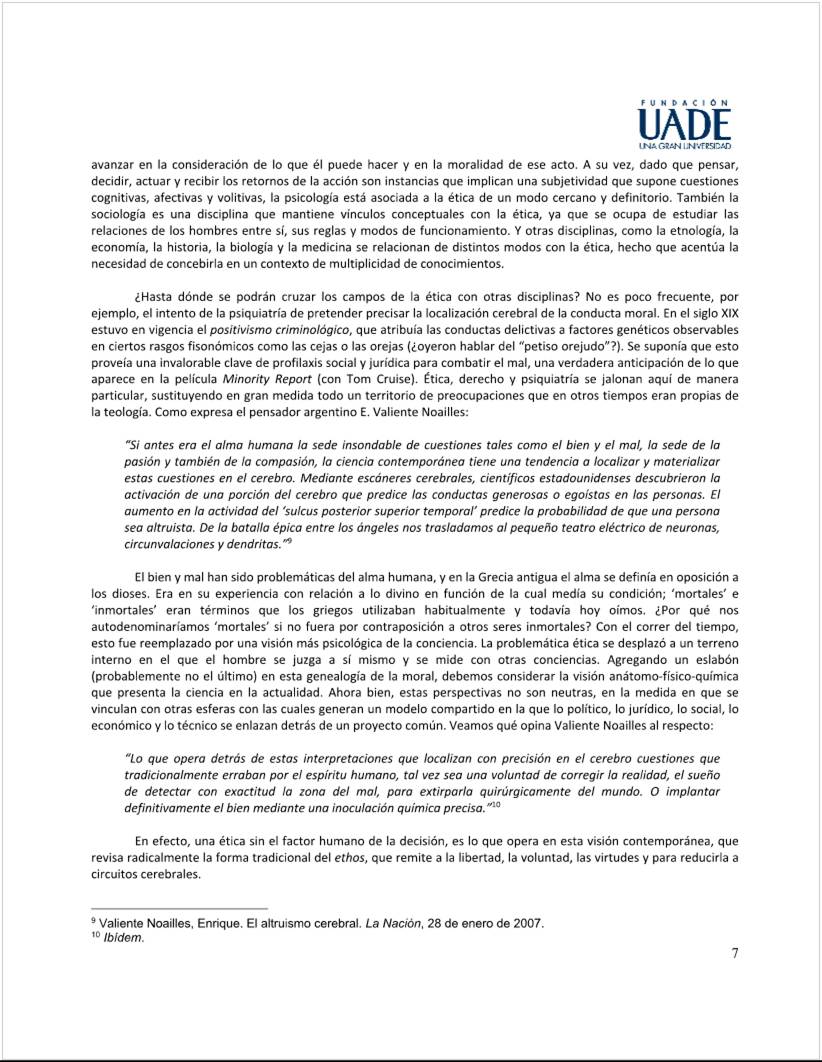 FUNDACIÓN
UADE
UNA GRAN UNIVERSIDAD
avanzar en la consideración de lo que él puede hacer y en la moralidad de ese acto. A su vez, dado que pensar,
decidir, actuar y recibir los retornos de la acción son instancias que implican una subjetividad que supone cuestiones
cognitivas, afectivas y volitivas, la psicología está asociada a la ética de un modo cercano y definitorio. También la
sociología es una disciplina que mantiene vínculos conceptuales con la ética, ya que se ocupa de estudiar las
relaciones de los hombres entre sí, sus reglas y modos de funcionamiento. Y otras disciplinas, como la etnología, la
economía, la historia, la biología y la medicina se relacionan de distintos modos con la ética, hecho que acentúa la
necesidad de concebirla en un contexto de multiplicidad de conocimientos.
¿Hasta dónde se podrán cruzar los campos de la ética con otras disciplinas? No es poco frecuente, por
ejemplo, el intento de la psiquiatría de pretender precisar la localización cerebral de la conducta moral. En el siglo XIX
estuvo en vigencia el positivismo criminológico, que atribuía las conductas delictivas a factores genéticos observables
en ciertos rasgos fisonómicos como las cejas o las orejas (¿oyeron hablar del “petiso orejudo”?). Se suponía que esto
proveía una invalorable clave de profilaxis social y jurídica para combatir el mal, una verdadera anticipación de lo que
aparece en la película Minority Report (con Tom Cruise). Ética, derecho y psiquiatría se jalonan aquí de manera
particular, sustituyendo en gran medida todo un territorio de preocupaciones que en otros tiempos eran propias de
la teología. Como expresa el pensador argentino E. Valiente Noailles:
“Si antes era el alma humana la sede insondable de cuestiones tales como el bien y el mal, la sede de la
pasión y también de la compasión, la ciencia contemporánea tiene una tendencia a localizar y materializar
estas cuestiones en el cerebro. Mediante escáneres cerebrales, científicos estadounidenses descubrieron la
activación de una porción del cerebro que predice las conductas generosas o egoístas en las personas. El
aumento en la actividad del ‘sulcus posterior superior temporal’ predice la probabilidad de que una persona
sea altruista. De la batalla épica entre los ángeles nos trasladamos al pequeño teatro eléctrico de neuronas,
circunvalaciones y dendritas.”9
El bien y mal han sido problemáticas del alma humana, y en la Grecia antigua el alma se definía en oposición a
los dioses. Era en su experiencia con relación a lo divino en función de la cual medía su condición; ‘mortales’ e
‘inmortales’ eran términos que los griegos utilizaban habitualmente y todavía hoy oímos. ¿Por qué nos
autodenominaríamos ‘mortales’ si no fuera por contraposición a otros seres inmortales? Con el correr del tiempo,
esto fue reemplazado por una visión más psicológica de la conciencia. La problemática ética se desplazó a un terreno
interno en el que el hombre se juzga a sí mismo y se mide con otras conciencias. Agregando un eslabón
(probablemente no el último) en esta genealogía de la moral, debemos considerar la visión anátomo-físico-química
que presenta la ciencia en la actualidad. Ahora bien, estas perspectivas no son neutras, en la medida en que se
vinculan con otras esferas con las cuales generan un modelo compartido en la que lo político, lo jurídico, lo social, lo
económico y lo técnico se enlazan detrás de un proyecto común. Veamos qué opina Valiente Noailles al respecto:
“Lo que opera detrás de estas interpretaciones que localizan con precisión en el cerebro cuestiones que
tradicionalmente erraban por el espíritu humano, tal vez sea una voluntad de corregir la realidad, el sueño
de detectar con exactitud la zona del mal, para extirparla quirúrgicamente del mundo. O implantar
definitivamente el bien mediante una inoculación química precisa.”10
En efecto, una ética sin el factor humano de la decisión, es lo que opera en esta visión contemporánea, que
revisa radicalmente la forma tradicional del ethos, que remite a la libertad, la voluntad, las virtudes y para reducirla a
circuitos cerebrales.
9 Valiente Noailles, Enrique. El altruismo cerebral. La Nación, 28 de enero de 2007.
10 Ibídem.
7